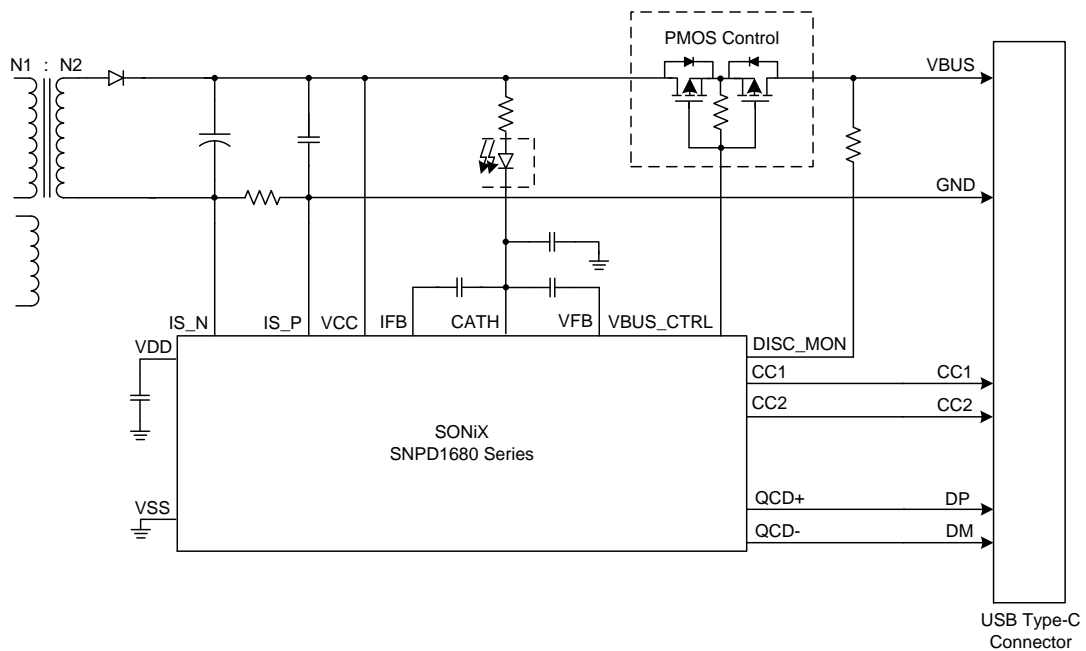 PMOS Control
N1 : N2
VBUS
GND
IS_N
IS_P
VCC
IFB
CATH
VFB
VBUS_CTRL
VDD
DISC_MON
CC1
CC1
CC2
CC2
SONiX
SNPD1680 Series
VSS
QCD+
DP
QCD-
DM
USB Type-C
Connector